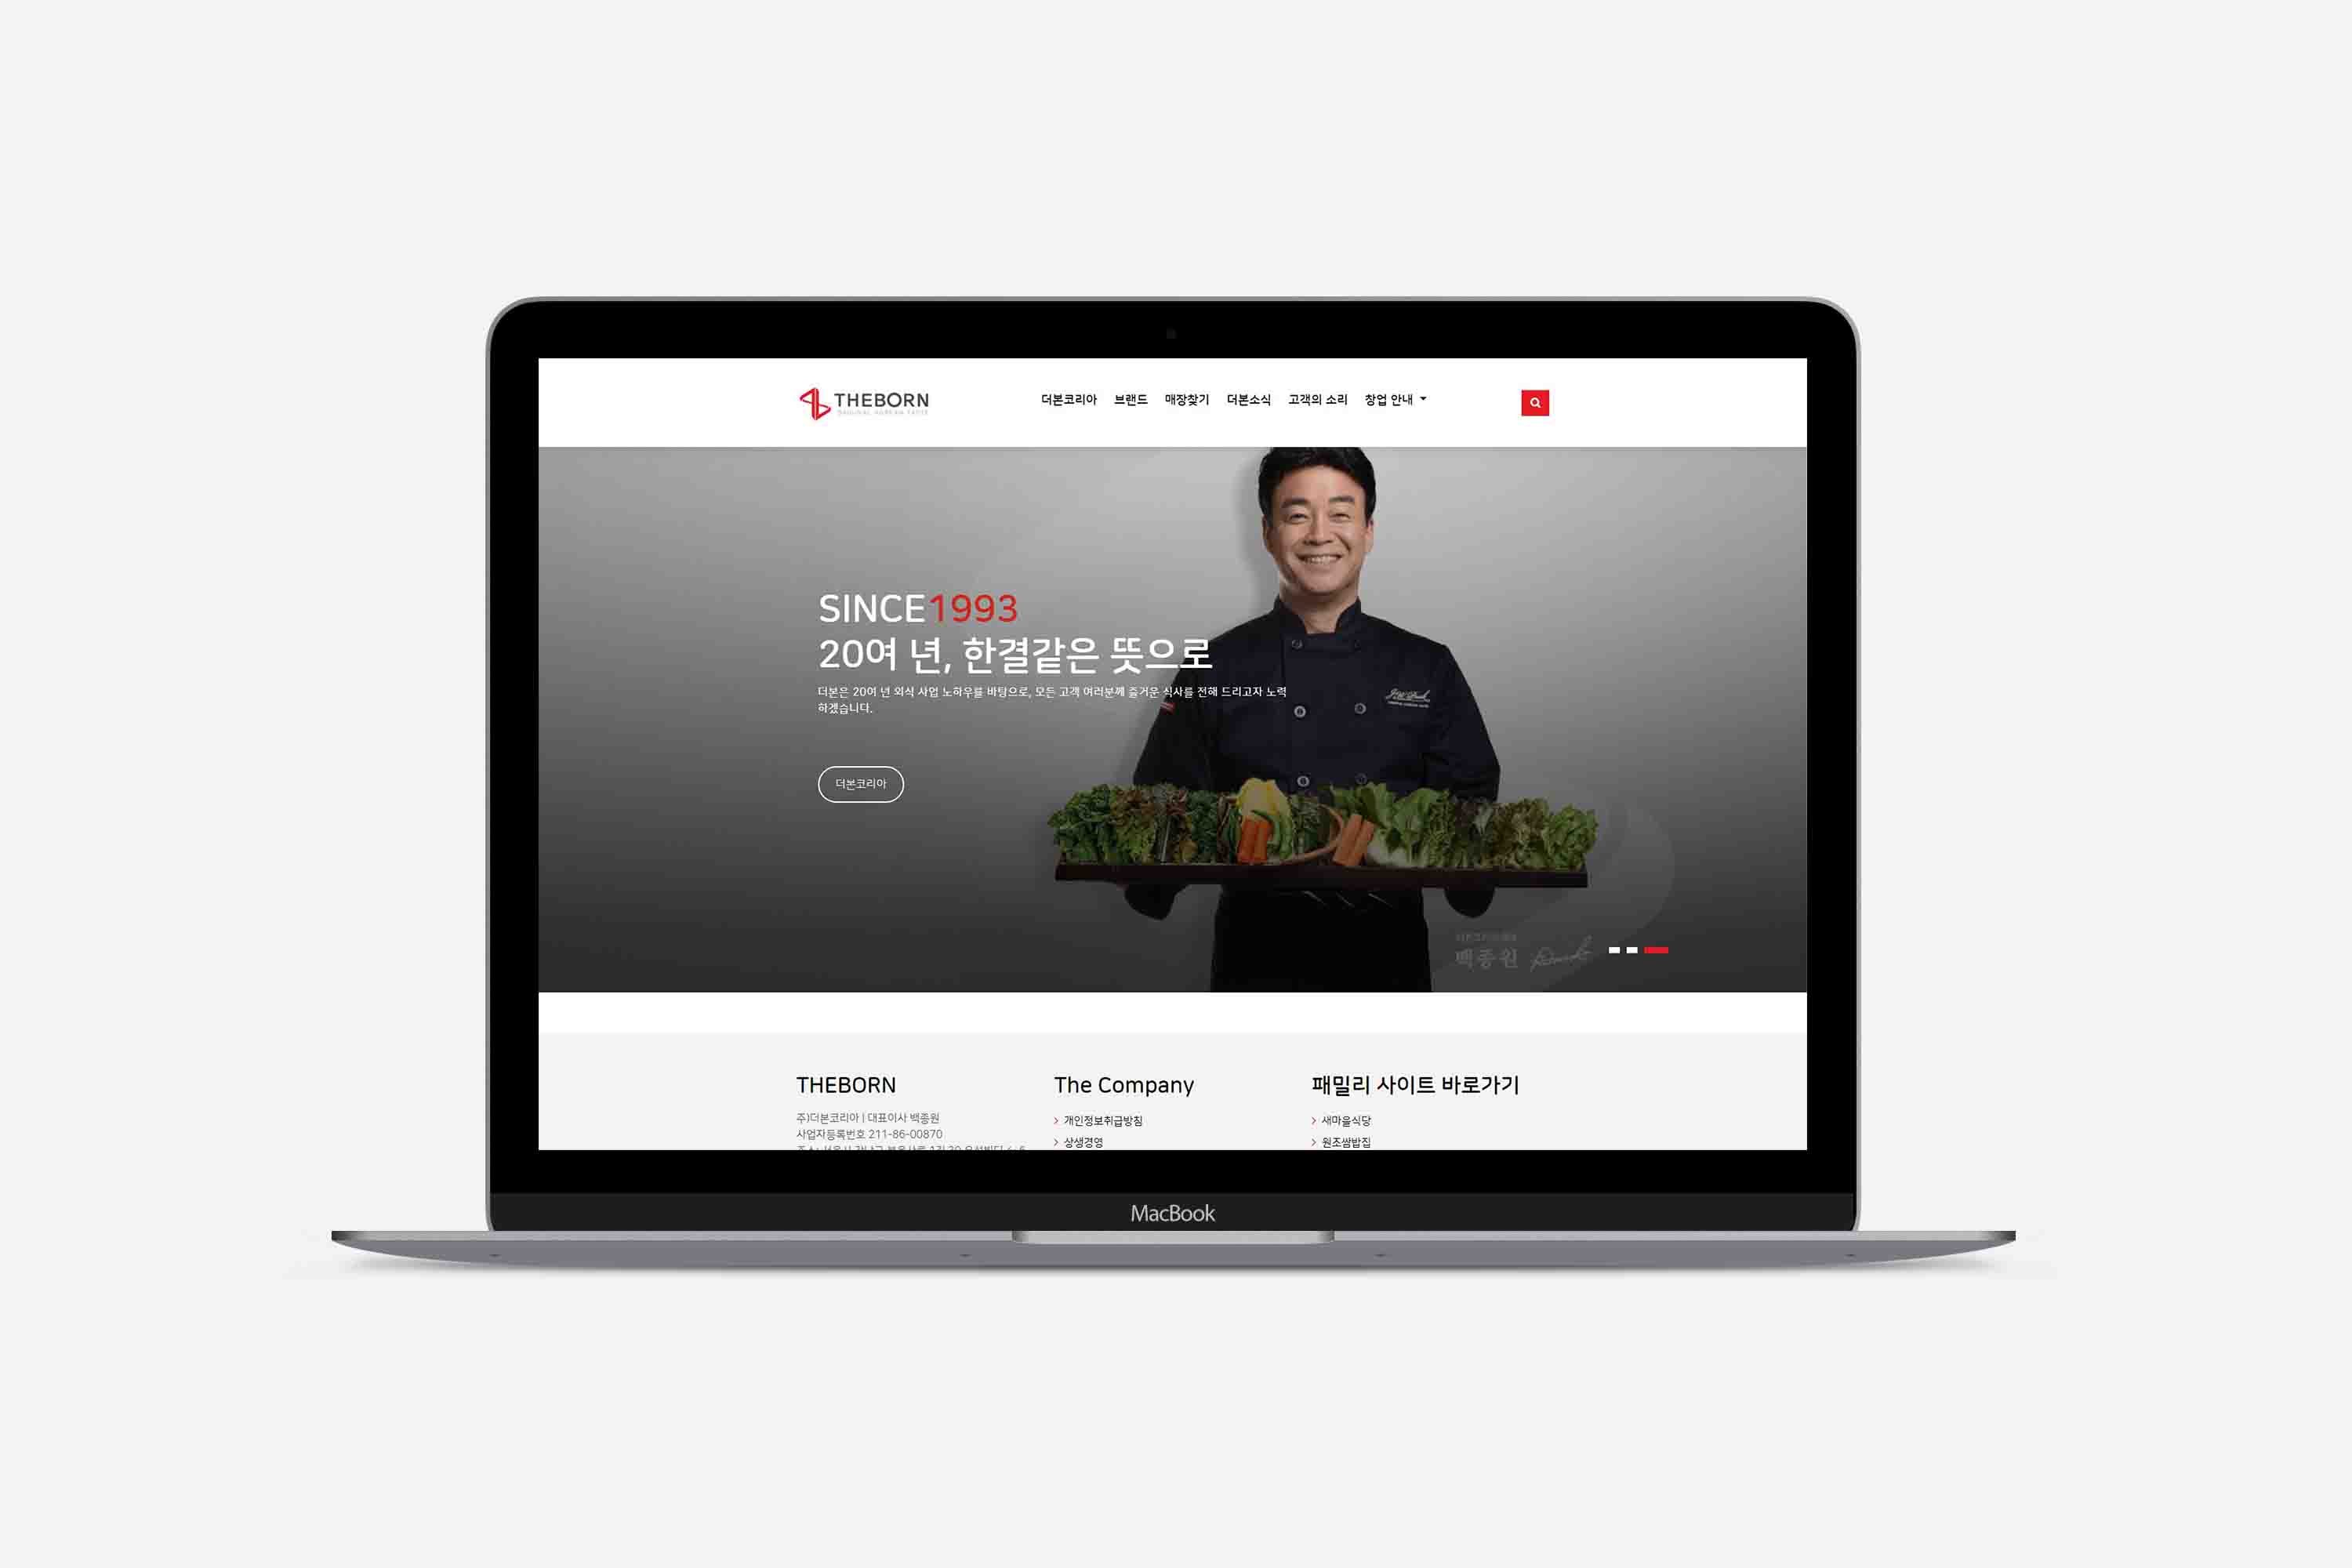 THEBORN
ORIGINAL KOREAN TASTE
더본코리아 브랜드 매장찾기 더본소식 고객의 소리 창업 안내
SINCE1993
20여 년, 한결같은 뜻으로
더본은 20여 년 외식 사업 노하우를 바탕으로, 모든 고객 여러분께 즐거운 식사를 전해 드리고자 노력
하겠습니다.
더본코리아
백종원
THEBORN
주)더본코리아 | 대표이사 백종원
사업자등록번호 211-86-00870
The Company
개인정보취급방침
상생경영
패밀리 사이트 바로가기
새마을식당
원조쌈밥집
MacBook